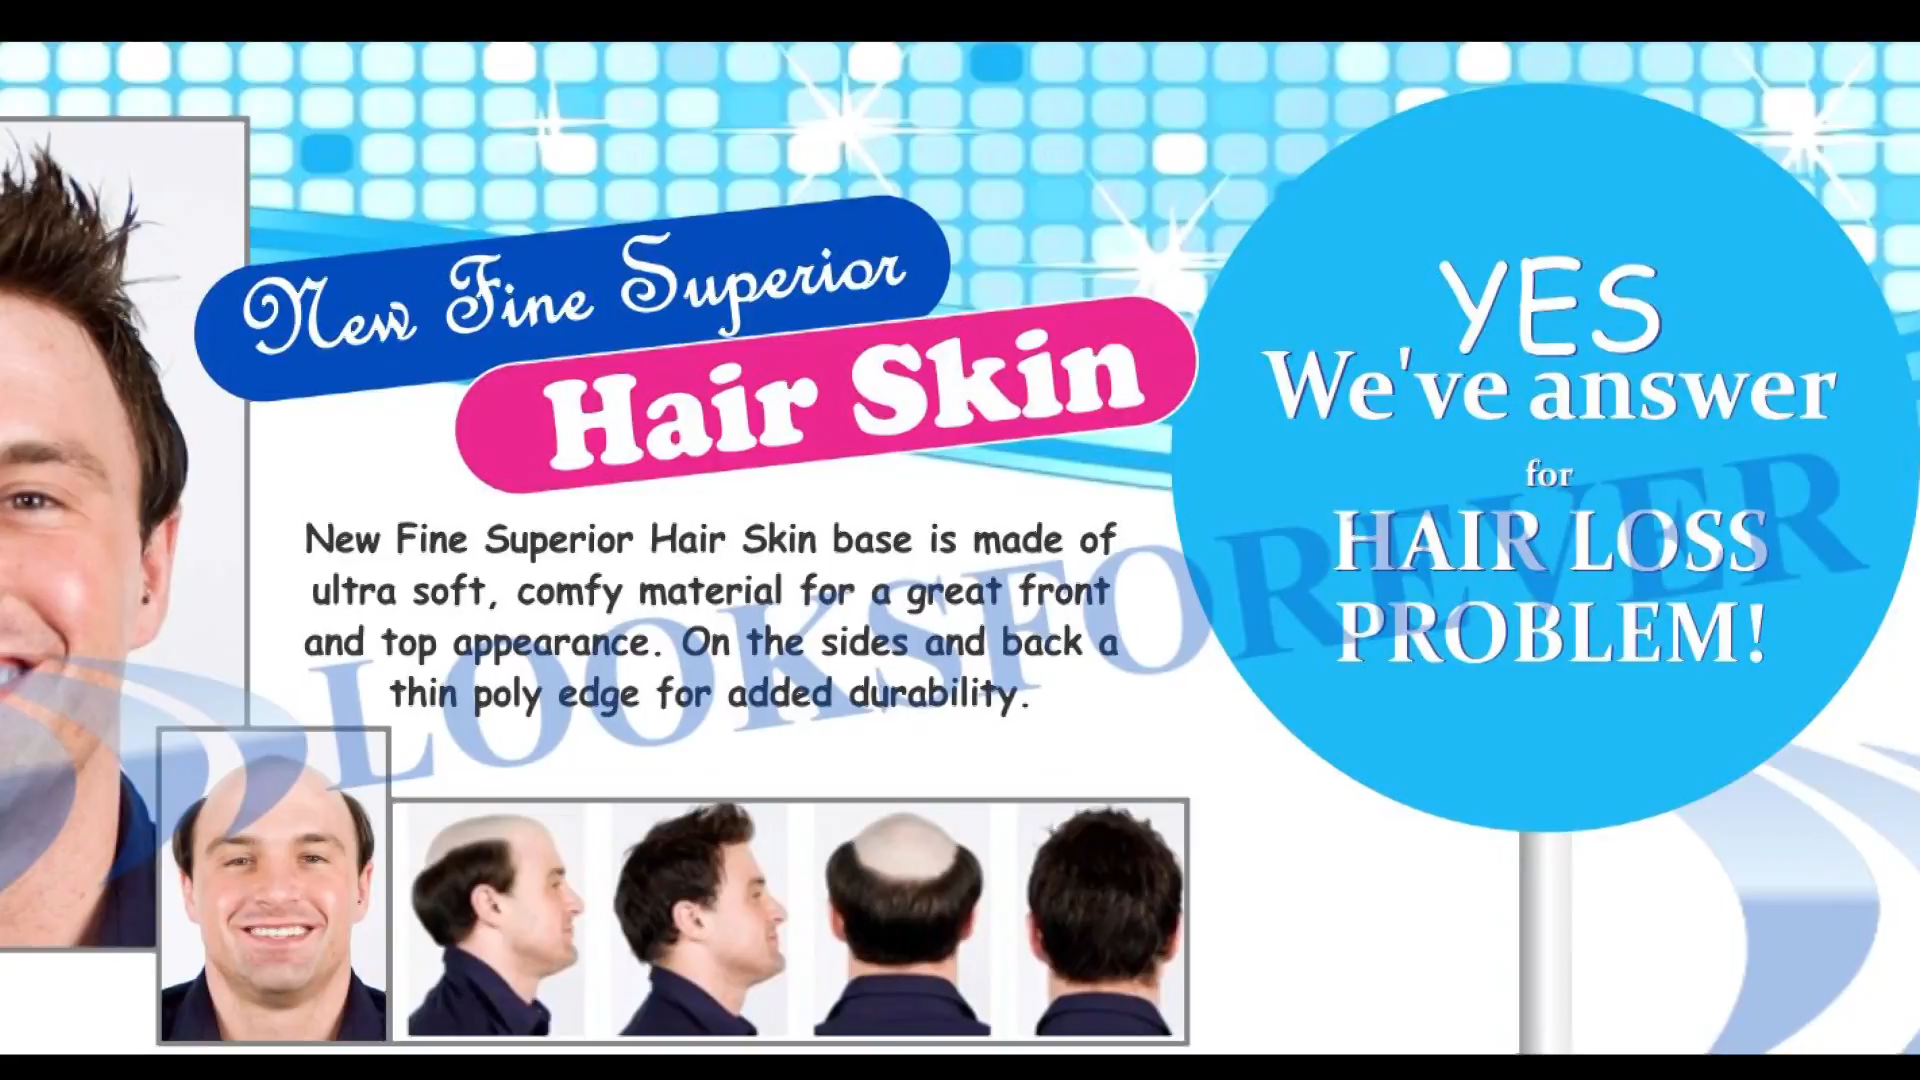 New Fine Superior
Hair Skin
New Fine Superior Hair Skin base is made of
ultra soft, comfy material for a great front
and top appearance. On the sides and back a
thin poly edge for added durability.
YES
We've answer
for
HAIR LOSS
PROBLEM!
LOOKSFOREVER